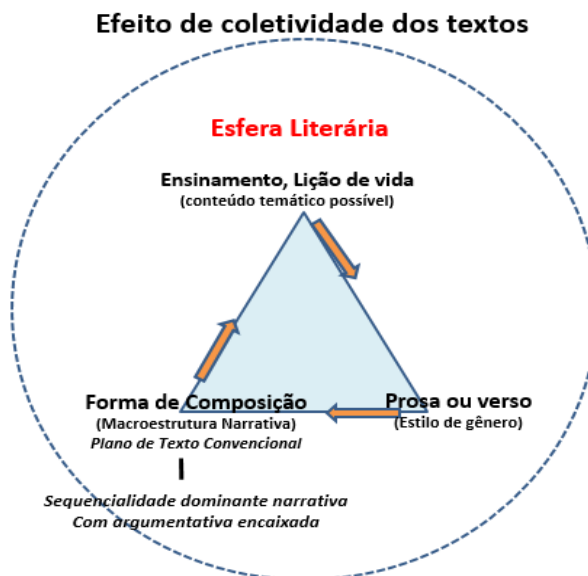 Efeito de coletividade dos textos
Esfera Literária
Ensinamento, Lição de vida
(conteúdo temático possível)
Forma de Composição
(Macroestrutura Narrativa)
Plano de Texto Convencional
Prosa ou verso
(Estilo de gênero)
Sequencialidade dominante narrativa
Com argumentativa encaixada